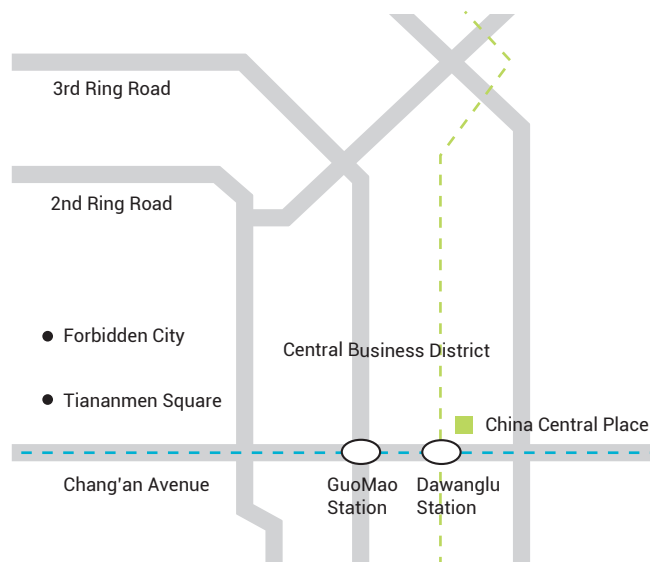 3rd Ring Road
2nd Ring Road
Forbidden City
Central Business District
Tiananmen Square
China Central Place
Chang'an Avenue
GuoMao
Station
Dawanglu
Station